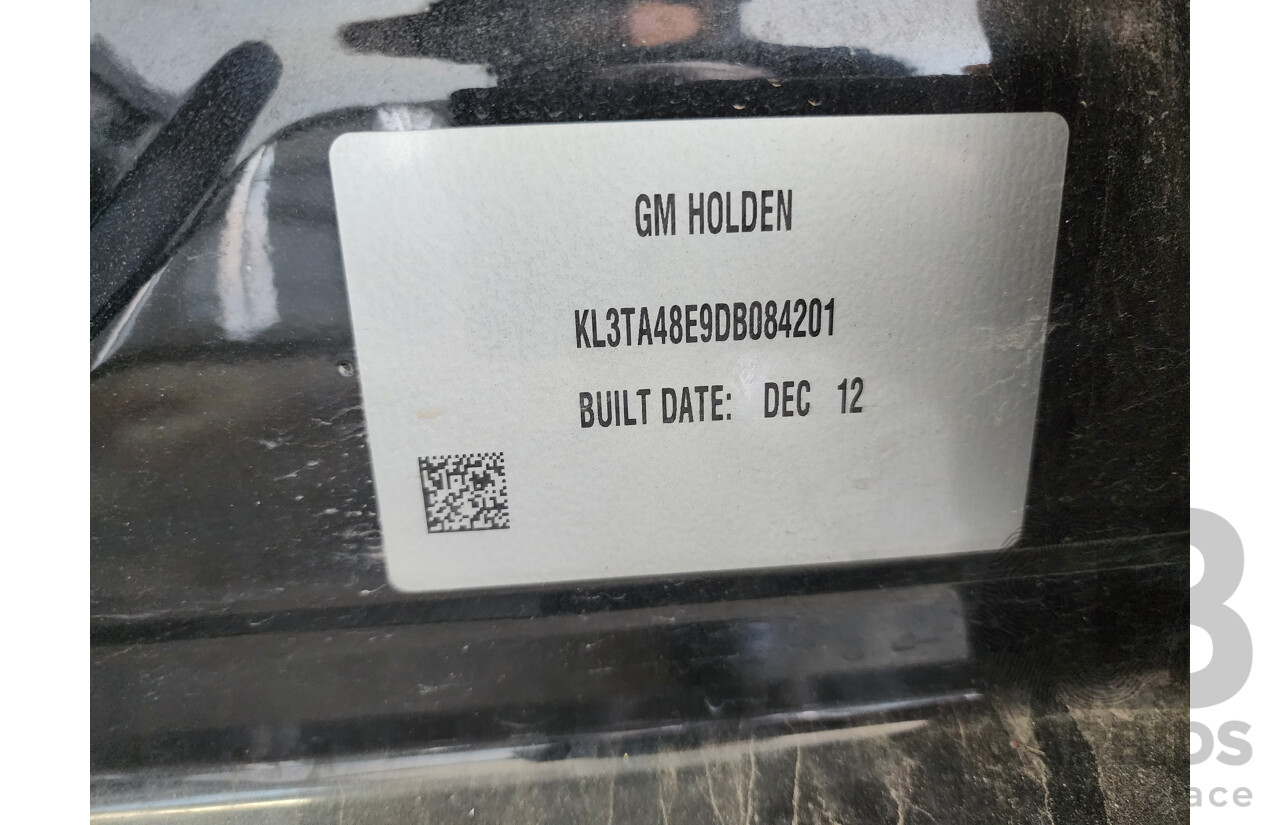 GM HOLDEN
KL3TA48E9DB084201
BUILT DATE: DEC 12